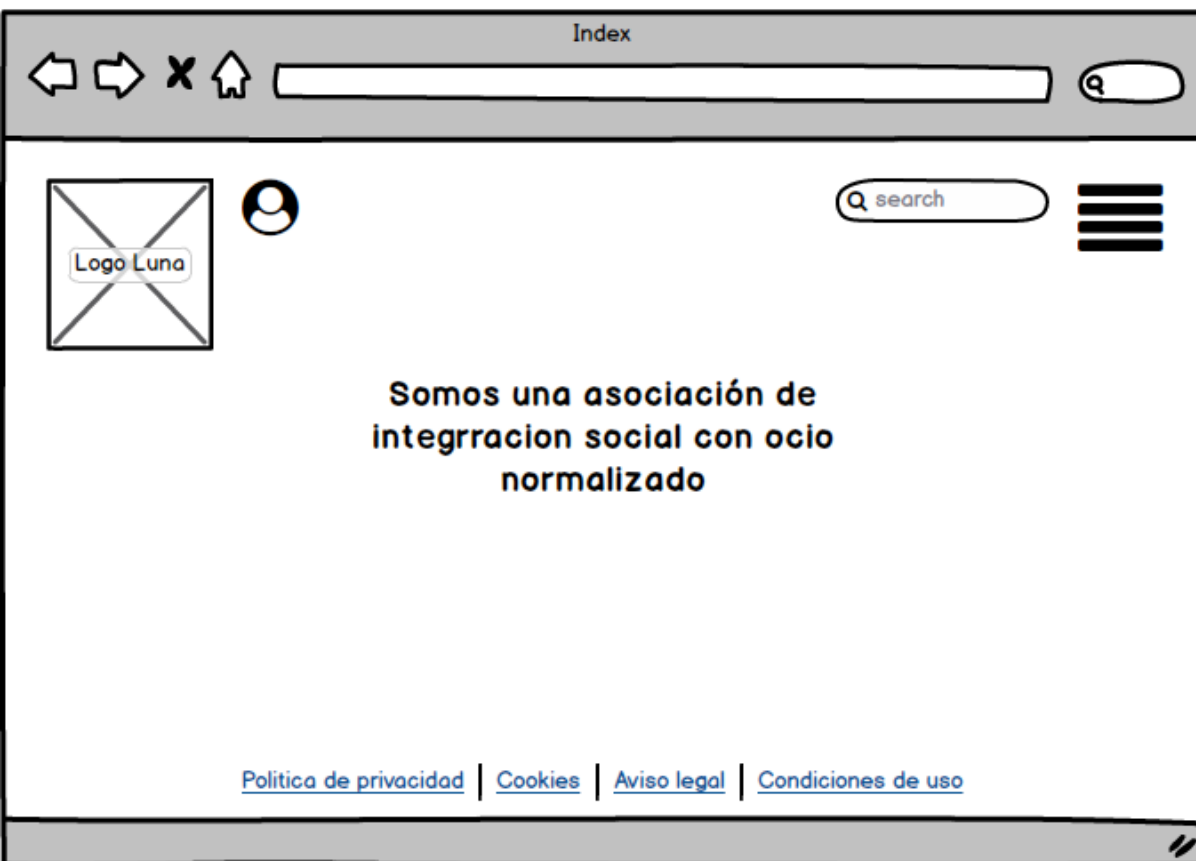 Index
search
Logo Luna
Somos una asociación de
integrracion social con ocio
normalizado
Politica de privacidad | Cookies | Aviso legal | Condiciones de uso